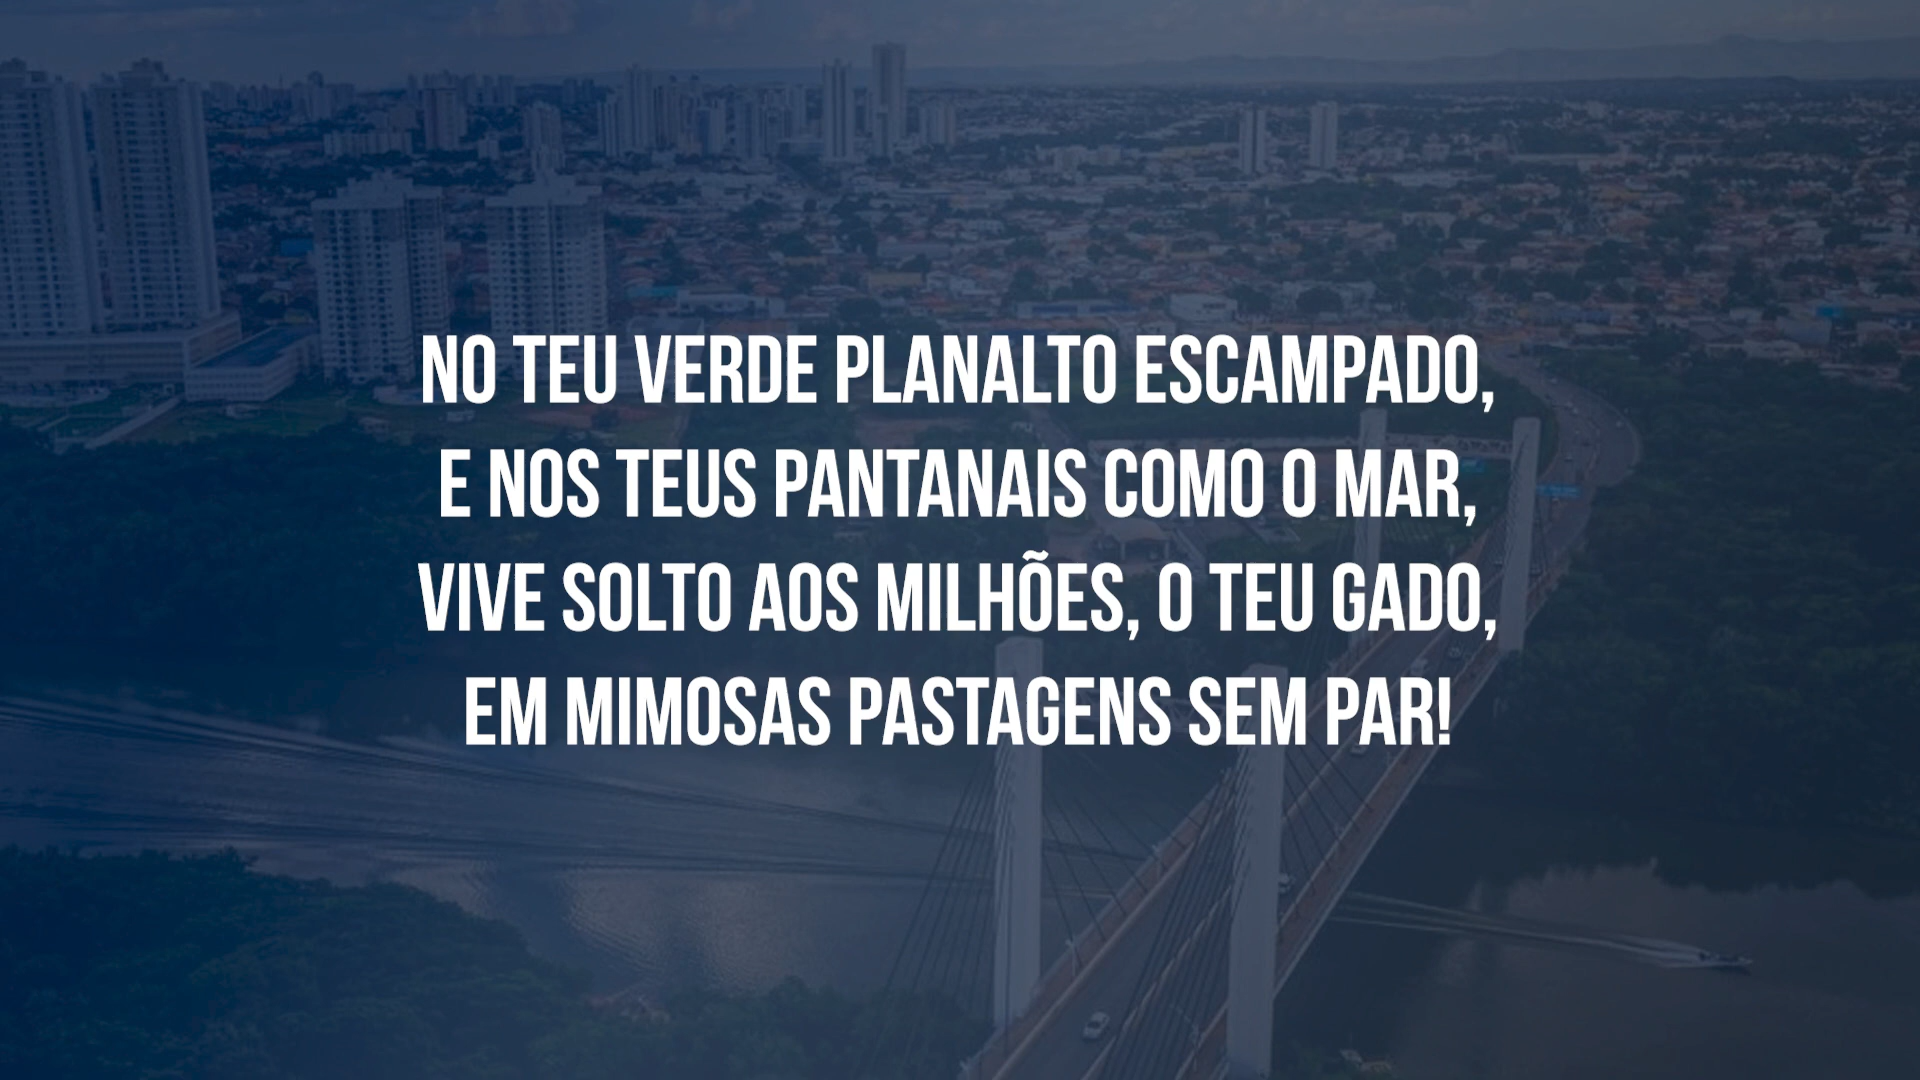 NO TEU VERDE PLANALTO ESCAMPADO,
E NOS TEUS PANTANAIS COMO O MAR,
VIVE SOLTO AOS MILHÕES, O TEU GADO,
EM MIMOSAS PASTAGENS SEM PAR!